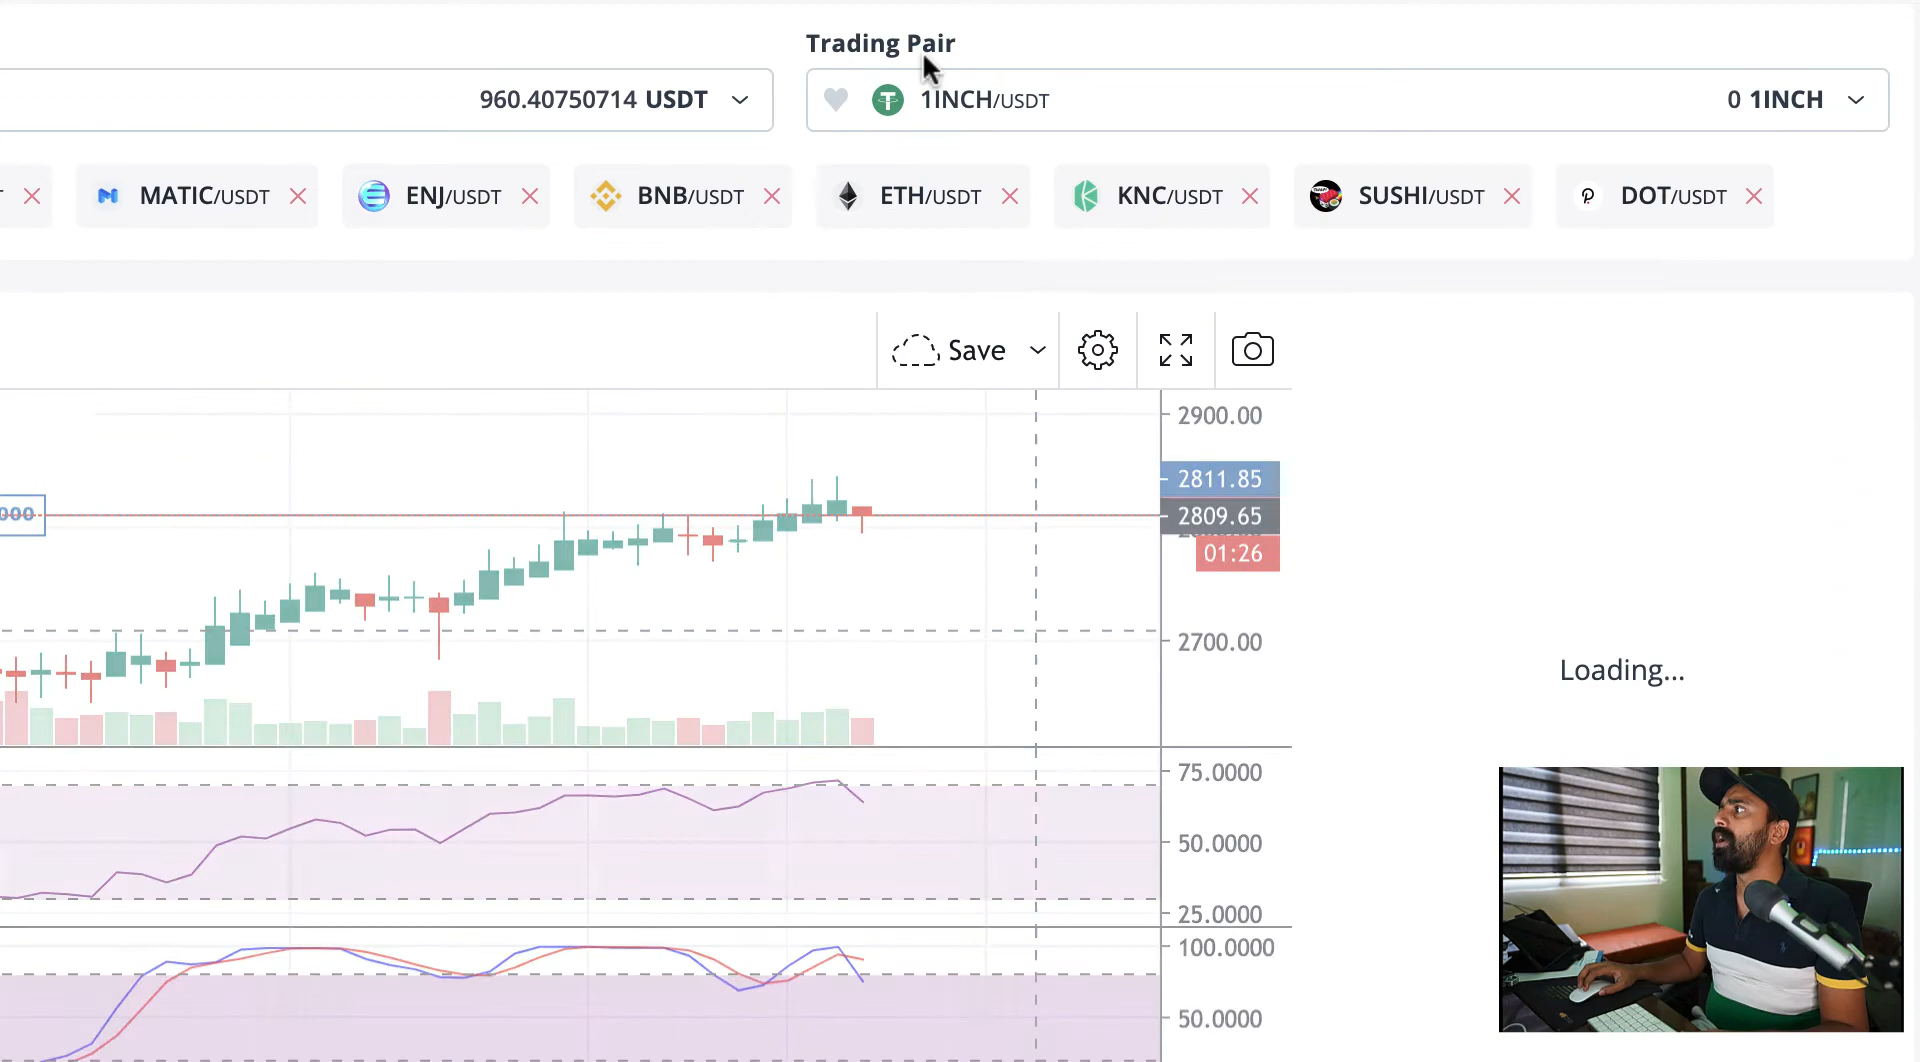 Trading Pair
960.40750714 USDT
1INCH/USDT
0 1INCH
MATIC/USDT
ENJ/USDT
BNB/USDT
ETH/USDT
KNC/USDT
SUSHI/USDT
DOT/USDT
Save
2900.00
2811.85
000
2809.65
01:26
2700.00
Loading...
75.0000
50.0000
25.0000
100.0000
50.0000